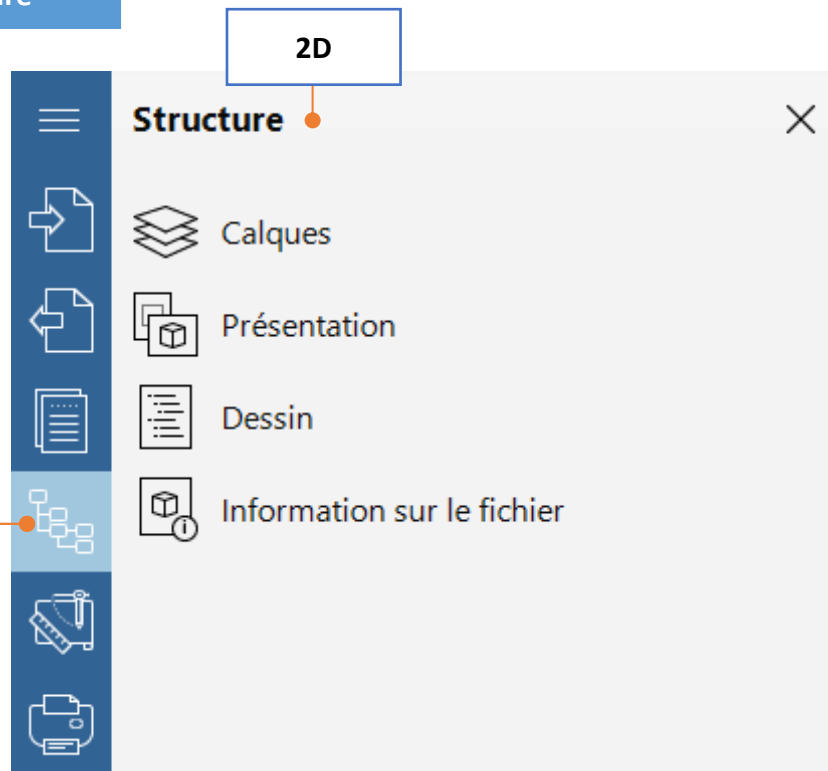 2D
Structure
Calques
Présentation
Dessin
Information sur le fichier